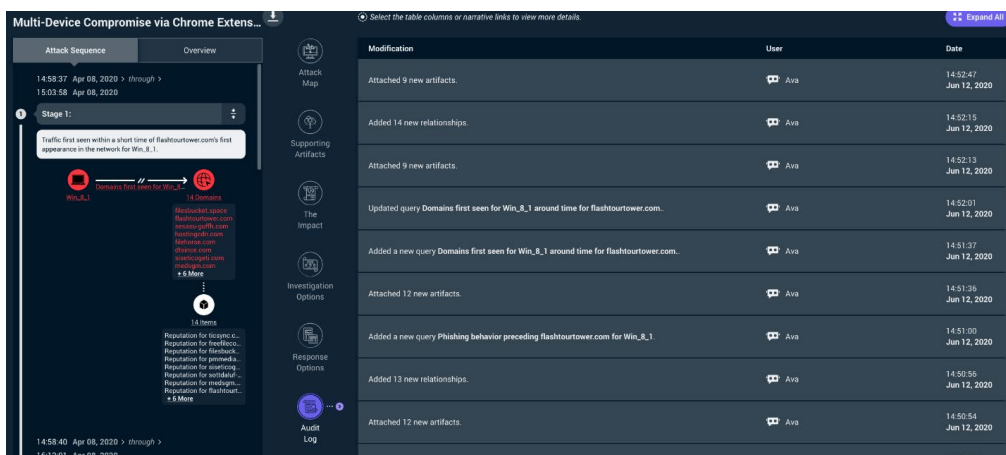 Multi-Device Compromise via Chrome Extens...
Attack Sequence
Overview
14:58:37 Apr 08, 2020 > through >
15:03:58 Apr 08, 2020
1
Stage 1:
Traffic first seen within a short time of flashtourtower.com's first
appearance in the network for Win_8_1.
Domains first seen for Win_8...
Win_8_1
14 Domains
filesbucket.space
flashtourtower.com
hostingcdn.com
filehorse.com
siseticogeti.com
medsgm.com
+ 6 More
14 Items
Reputation for ticsync.c...
Reputation for freefileco...
Reputation for filesbuck...
Reputation for pmmedia...
Reputation for siseticog...
Reputation for sottdaluf-...
Reputation for medsgm...
Reputation for flashtourt...
+ 6 More
14:58:40 Apr 08, 2020 > through >
Attack
Map
Supporting
Artifacts
The
Impact
Investigation
Options
Response
Options
Audit
Log
Select the table columns or narrative links to view more details.
Expand All
Modification User Date
Attached 9 new artifacts. Ava 14:52:47
Jun 12, 2020
Added 14 new relationships. Ava 14:52:15
Jun 12, 2020
Attached 9 new artifacts. Ava 14:52:13
Jun 12, 2020
Updated query Domains first seen for Win_8_1 around time for flashtourtower.com.. Ava 14:52:01
Jun 12, 2020
Added a new query Domains first seen for Win_8_1 around time for flashtourtower.com.. Ava 14:51:37
Jun 12, 2020
Attached 12 new artifacts. Ava 14:51:36
Jun 12, 2020
Added a new query Phishing behavior preceding flashtourtower.com for Win_8_1. Ava 14:51:00
Jun 12, 2020
Added 13 new relationships. Ava 14:50:56
Jun 12, 2020
Attached 12 new artifacts. Ava 14:50:54
Jun 12, 2020